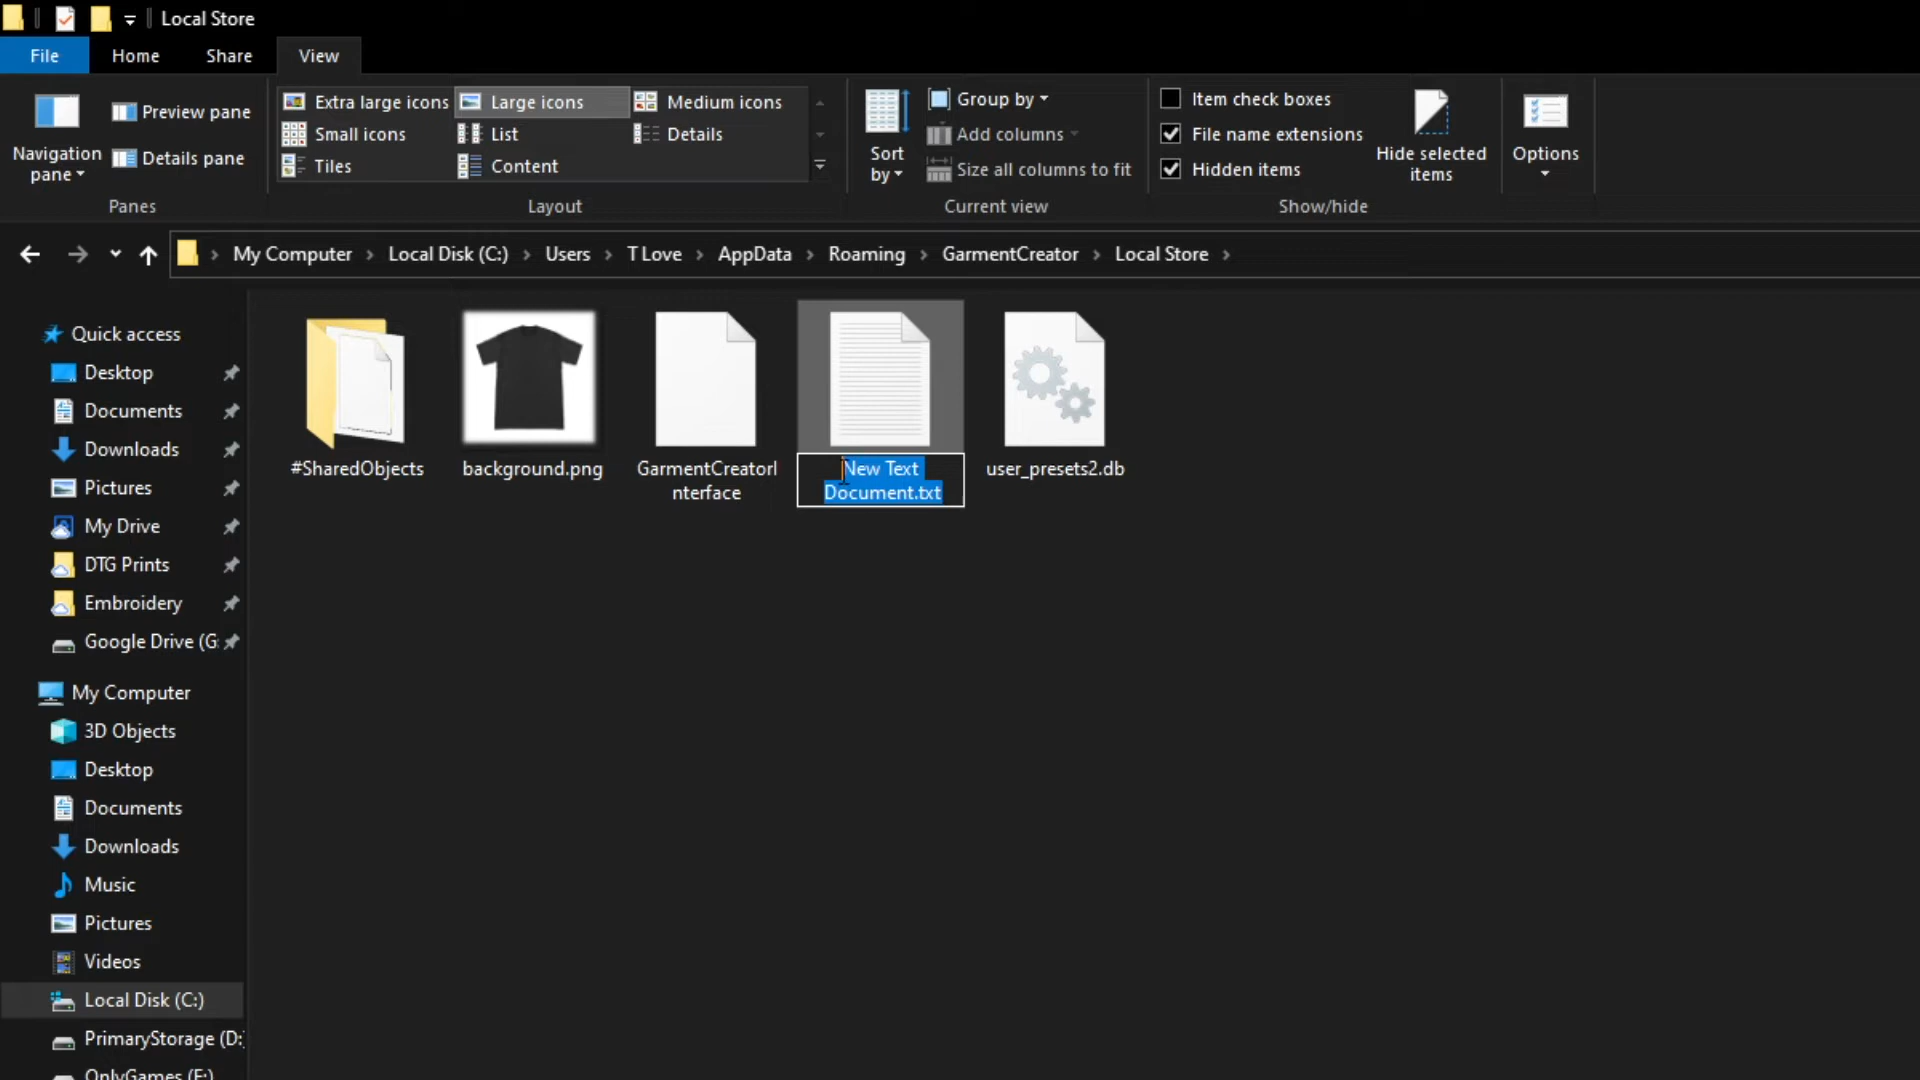 Local Store
File
Home
Share
View
Navigation
pane
Preview pane
Details pane
Panes
Extra large icons
Large icons
Medium icons
Small icons
List
Details
Tiles
Content
Layout
Sort
by
Group by
Add columns
Size all columns to fit
Current view
Item check boxes
File name extensions
Hidden items
Hide selected
items
Show/hide
Options
My Computer
Local Disk (C:)
Users
T Love
AppData
Roaming
GarmentCreator
Local Store
Quick access
Desktop
Documents
Downloads
Pictures
My Drive
DTG Prints
Embroidery
Google Drive (G:
My Computer
3D Objects
Desktop
Documents
Downloads
Music
Pictures
Videos
Local Disk (C:)
PrimaryStorage (D:)
OnlyGames (F:)
#SharedObjects
background.png
GarmentCreatorI
nterface
New Text
Document.txt
user_presets2.db